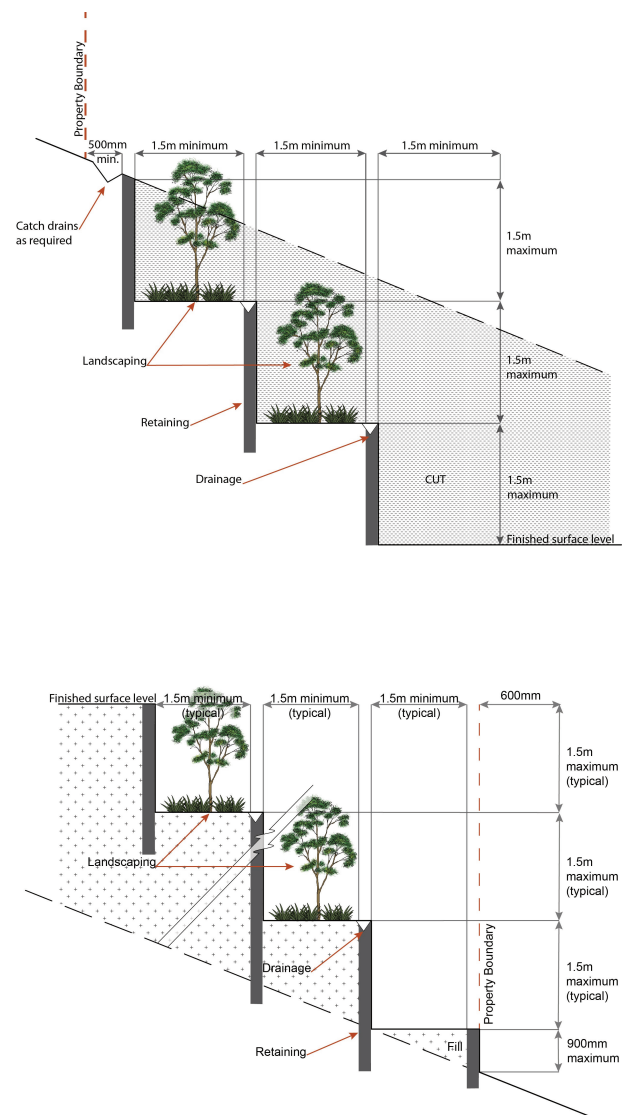 Property Boundary
500mm
min.
1.5m minimum
1.5m minimum
1.5m minimum
Catch drains
as required
1.5m
maximum
Landscaping
1.5m
maximum
Retaining
Drainage
CUT
1.5m
maximum
Finished surface level
Finished surface level
1.5m minimum
(typical)
1.5m minimum
(typical)
1.5m minimum
(typical)
600mm
1.5m
maximum
(typical)
Landscaping
1.5m
maximum
(typical)
Drainage
Property Boundary
1.5m
maximum
(typical)
Retaining
Fill
900mm
maximum